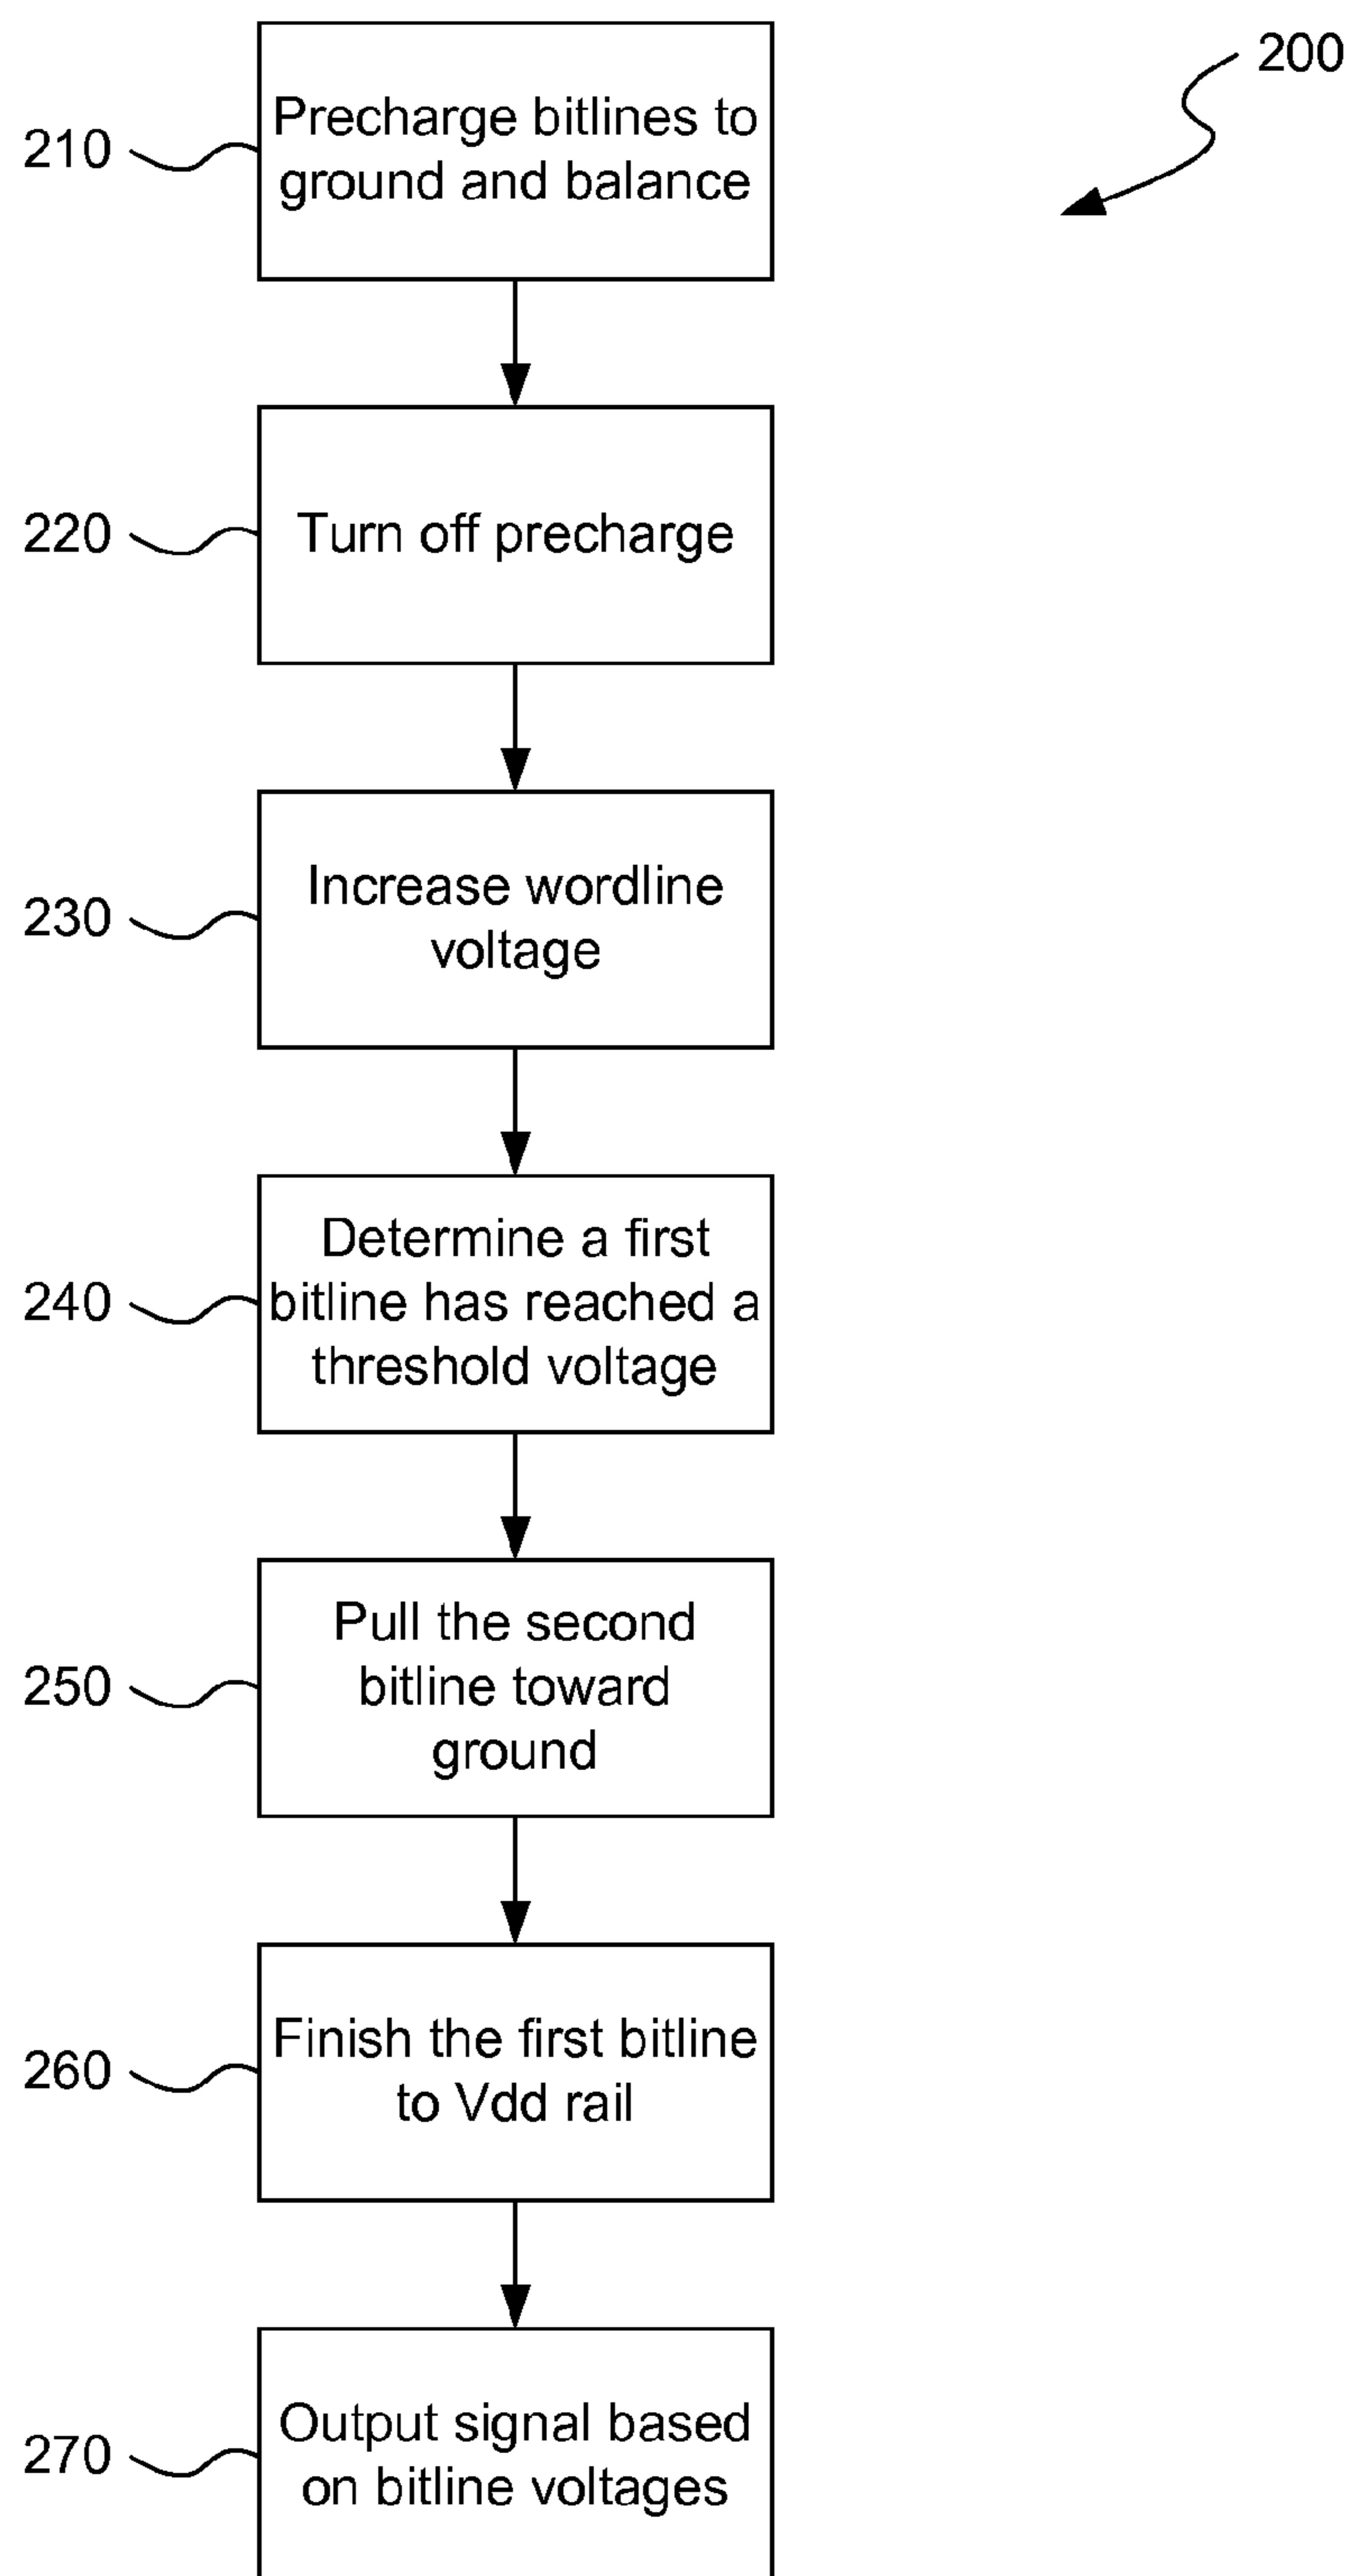 200
210
Precharge bitlines to
ground and balance
220
Turn off precharge
230
Increase wordline
voltage
240
Determine a first
bitline has reached a
threshold voltage
250
Pull the second
bitline toward
ground
260
Finish the first bitline
to Vdd rail
270
Output signal based
on bitline voltages